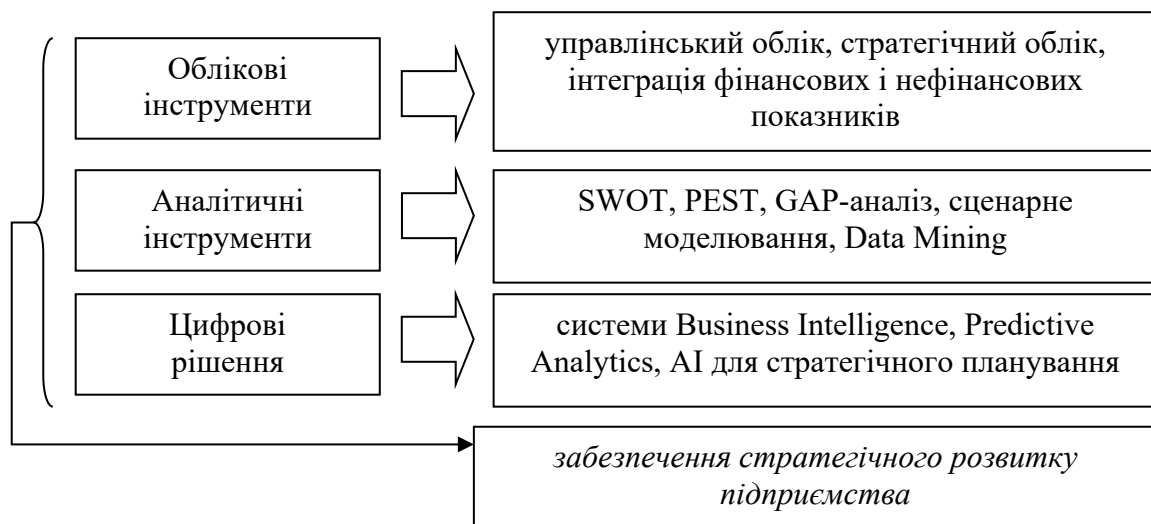 Облікові
інструменти
управлінський облік, стратегічний облік,
інтеграція фінансових і нефінансових
показників
Аналітичні
інструменти
SWOT, PEST, GAP-аналіз, сценарне
моделювання, Data Mining
Цифрові
рішення
системи Business Intelligence, Predictive
Analytics, AI для стратегічного планування
забезпечення стратегічного розвитку
підприємства